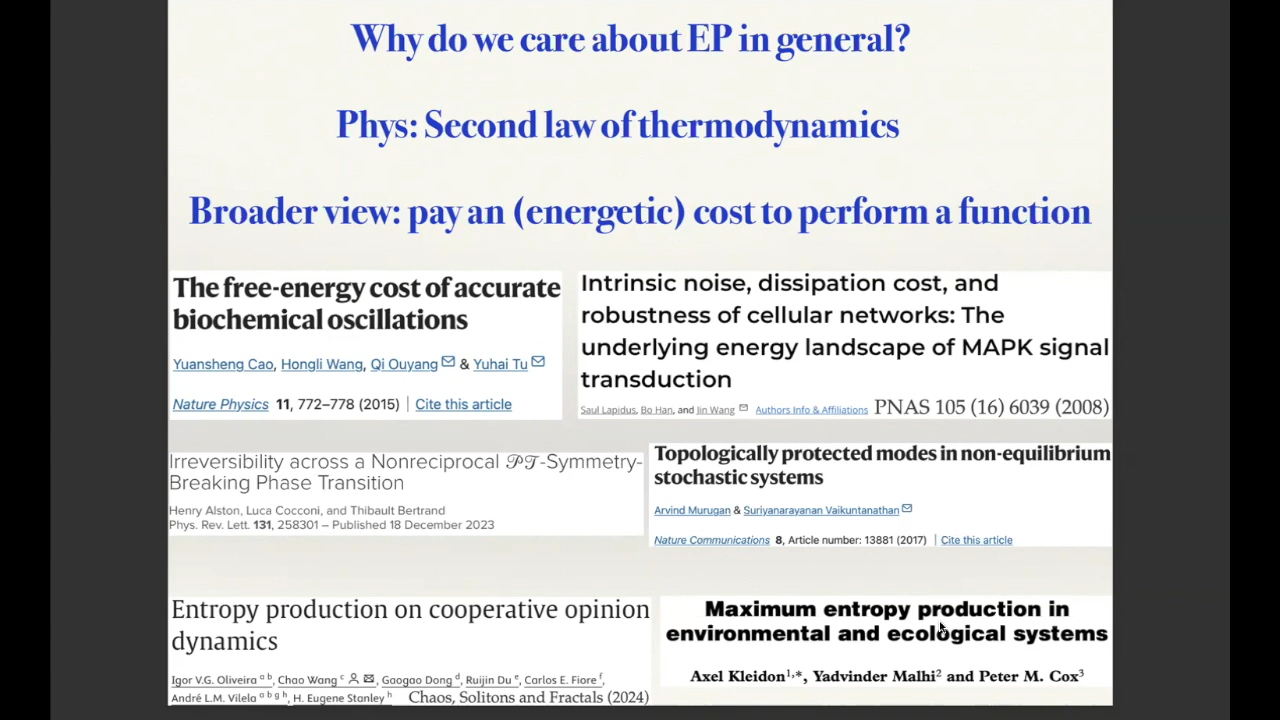 Why do we care about EP in general?
Phys: Second law of thermodynamics
Broader view: pay an (energetic) cost to perform a function
The free-energy cost of accurate
biochemical oscillations
Yuansheng Cao, Hongli Wang, Qi Ouyang & Yuhai Tu
Nature Physics 11, 772–778 (2015) | Cite this article
Intrinsic noise, dissipation cost, and
robustness of cellular networks: The
underlying energy landscape of MAPK signal
transduction
Saul Lapidus, Bo Han, and Jin Wang Authors Info & Affiliations PNAS 105 (16) 6039 (2008)
Irreversibility across a Nonreciprocal 𝒫𝒯-Symmetry-
Breaking Phase Transition
Henry Alston, Luca Cocconi, and Thibault Bertrand
Phys. Rev. Lett. 131, 258301 – Published 18 December 2023
Topologically protected modes in non-equilibrium
stochastic systems
Arvind Murugan & Suriyanarayanan Vaikuntanathan
Nature Communications 8, Article number: 13881 (2017) | Cite this article
Entropy production on cooperative opinion
dynamics
Igor V.G. Oliveira a b, Chao Wang c, Gaogao Dong d, Ruijin Du e, Carlos E. Fiore f,
André L.M. Vilela a b g h, H. Eugene Stanley h Chaos, Solitons and Fractals (2024)
Maximum entropy production in
environmental and ecological systems
Axel Kleidon1,*, Yadvinder Malhi2 and Peter M. Cox3